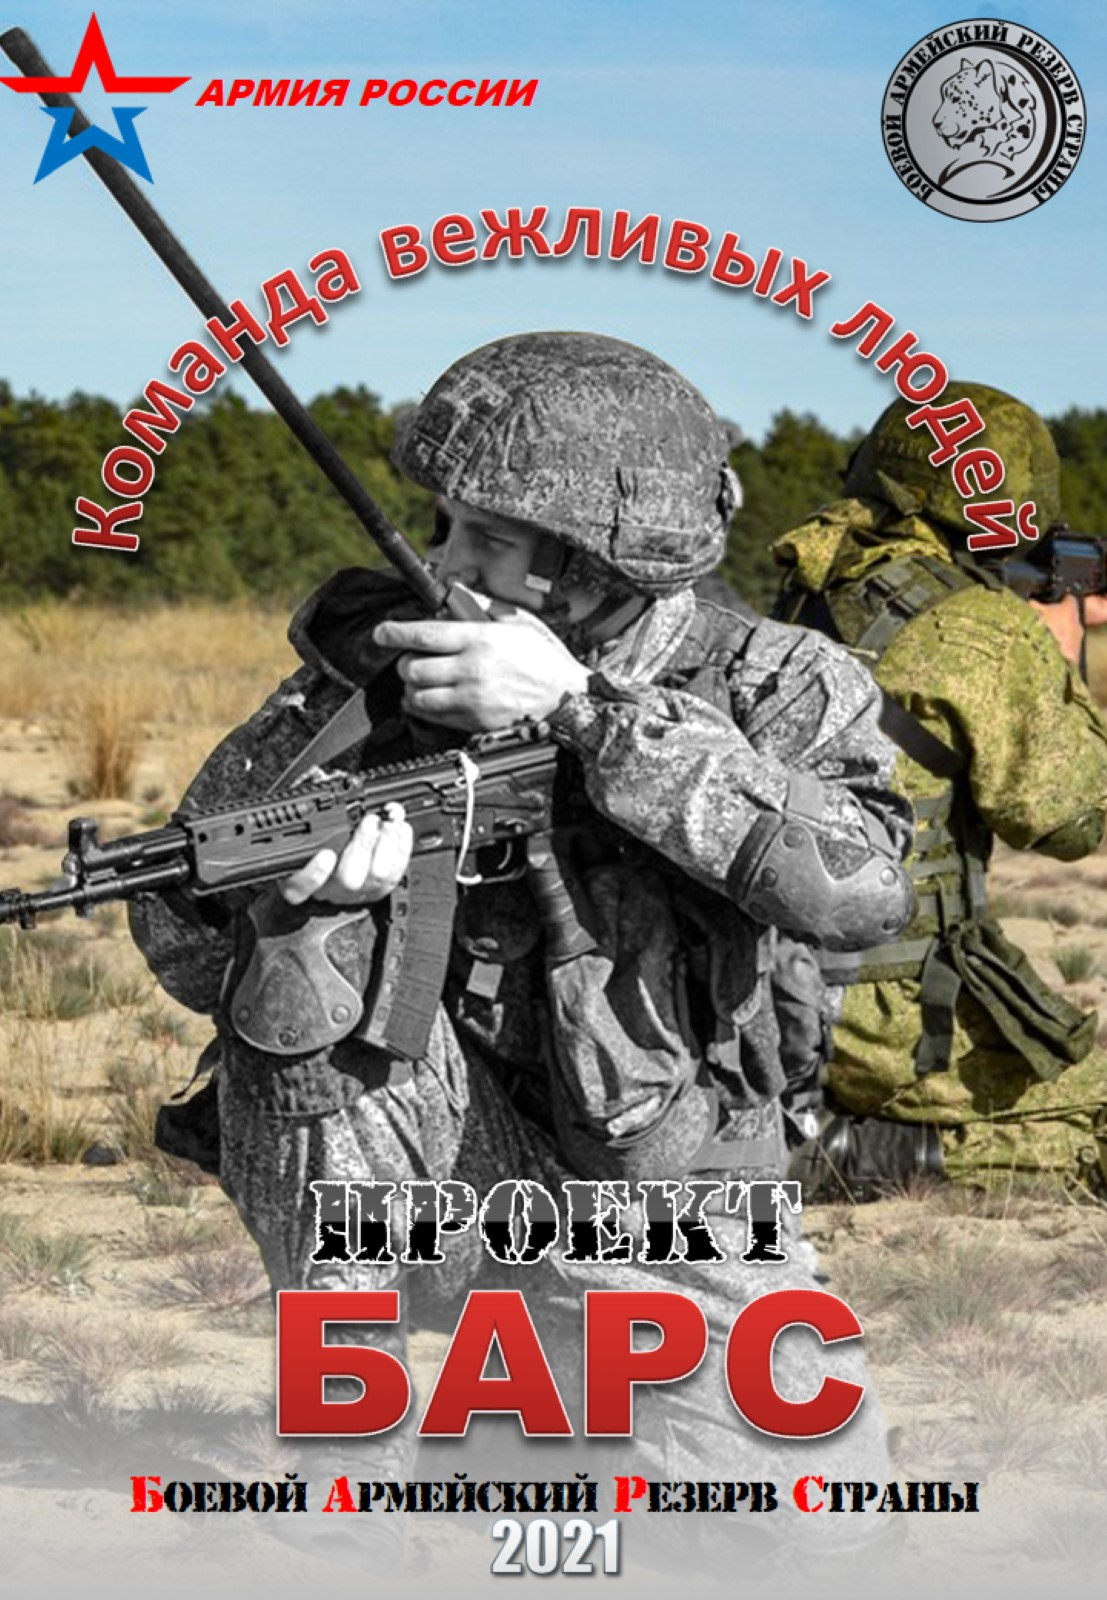 АРМИЯ РОССИИ
БОЕВОЙ АРМЕЙСКИЙ РЕЗЕРВ СТРАНЫ
Команда вежливых людей
ПРОЕКТ
БАРС
БОЕВОЙ АРМЕЙСКИЙ РЕЗЕРВ СТРАНЫ
2021